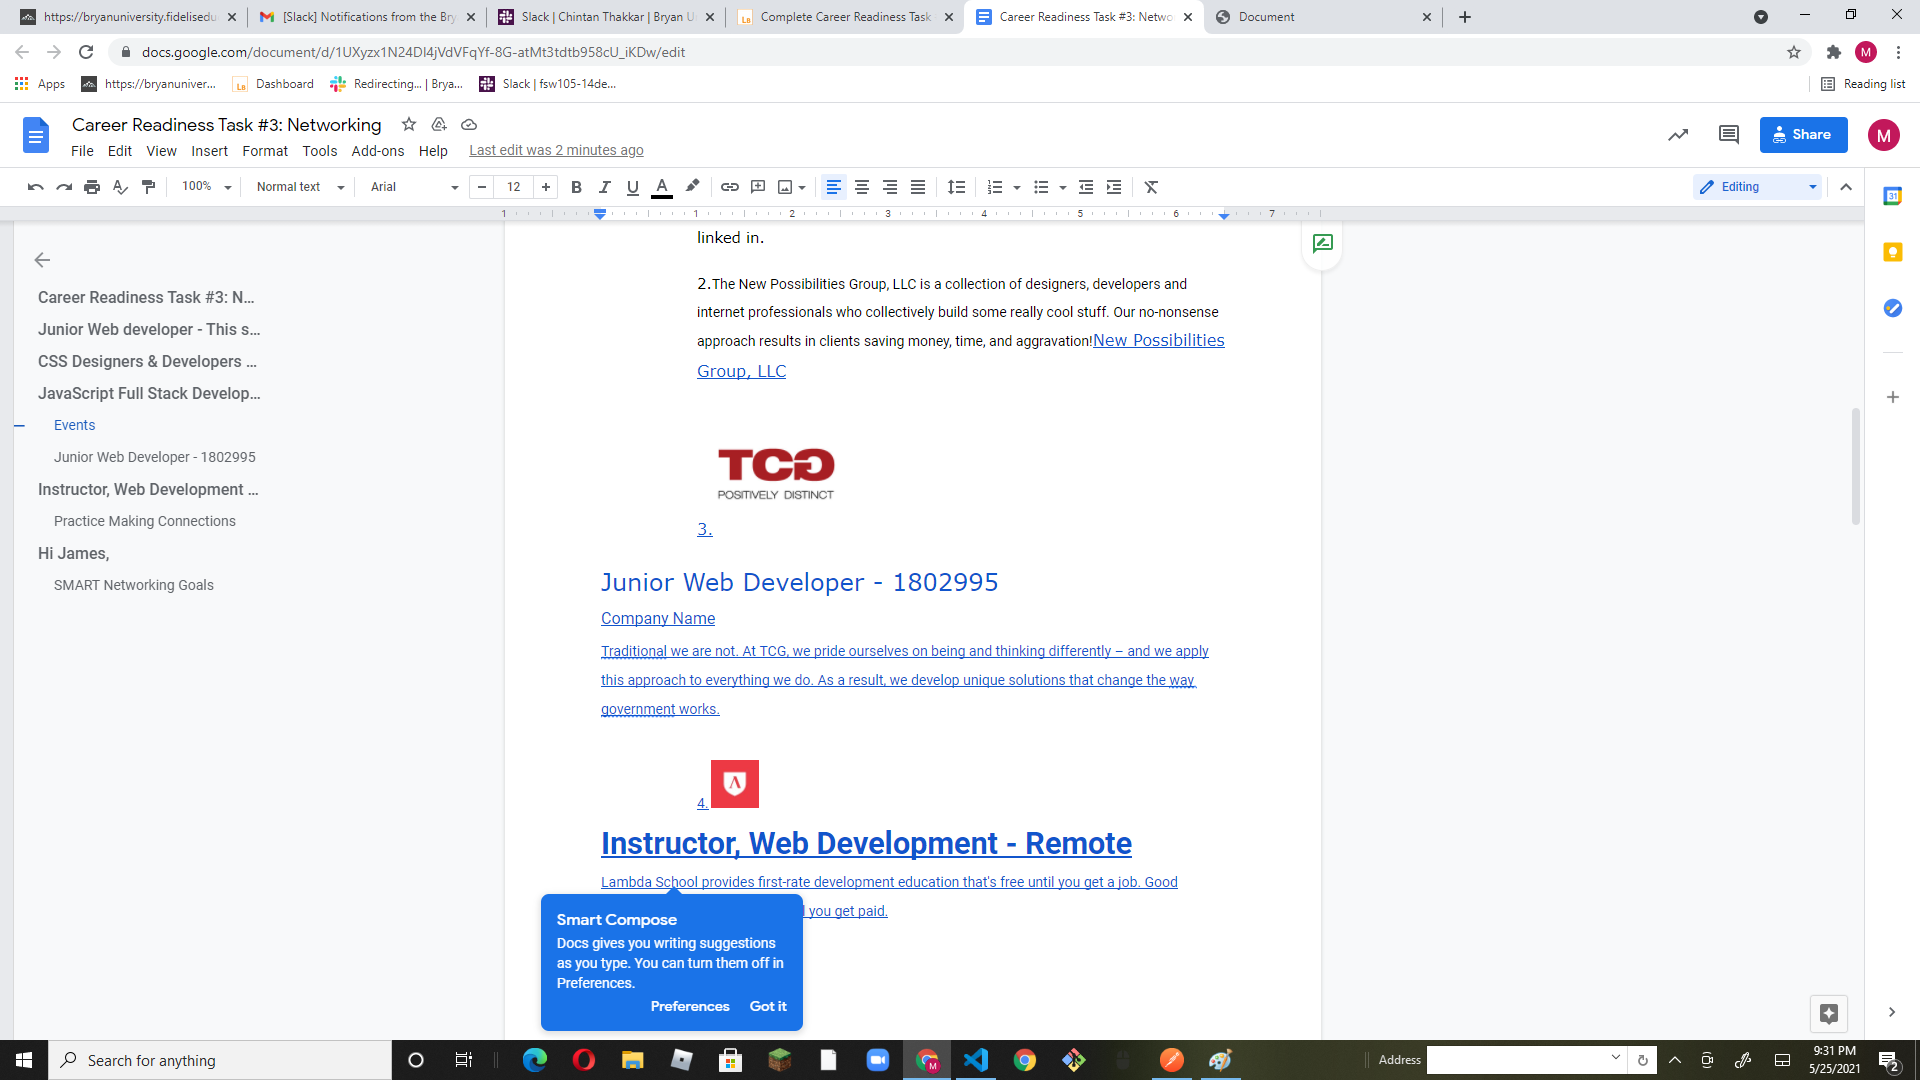 https://bryanuniversity.fidelisedu
[Slack] Notifications from the Bry
Slack | Chintan Thakkar | Bryan U
Complete Career Readiness Task
Career Readiness Task #3: Netwo
Document
docs.google.com/document/d/1UXyzx1N24Dl4jVdVFqYf-8G-atMt3tdtb958cU_iKDw/edit
M
Apps
https://bryanuniver...
Dashboard
Redirecting... | Brya...
Slack | fsw105-14de...
Reading list
Career Readiness Task #3: Networking
File Edit View Insert Format Tools Add-ons Help Last edit was 2 minutes ago
Share
M
100% Normal text Arial 12 B I U A
Editing
31
1 1 2 3 4 5 6 7
Career Readiness Task #3: N...
Junior Web developer - This s...
CSS Designers & Developers ...
JavaScript Full Stack Develop...
Events
Junior Web Developer - 1802995
Instructor, Web Development ...
Practice Making Connections
Hi James,
SMART Networking Goals
linked in.
2.The New Possibilities Group, LLC is a collection of designers, developers and
internet professionals who collectively build some really cool stuff. Our no-nonsense
approach results in clients saving money, time, and aggravation!New Possibilities
Group, LLC
TCG
POSITIVELY DISTINCT
3.
Junior Web Developer - 1802995
Company Name
Traditional we are not. At TCG, we pride ourselves on being and thinking differently – and we apply
this approach to everything we do. As a result, we develop unique solutions that change the way
government works.
4.
Instructor, Web Development - Remote
Lambda School provides first-rate development education that's free until you get a job. Good
you get paid.
Smart Compose
Docs gives you writing suggestions
as you type. You can turn them off in
Preferences.
Preferences Got it
Search for anything
Address
9:31 PM
5/25/2021
2